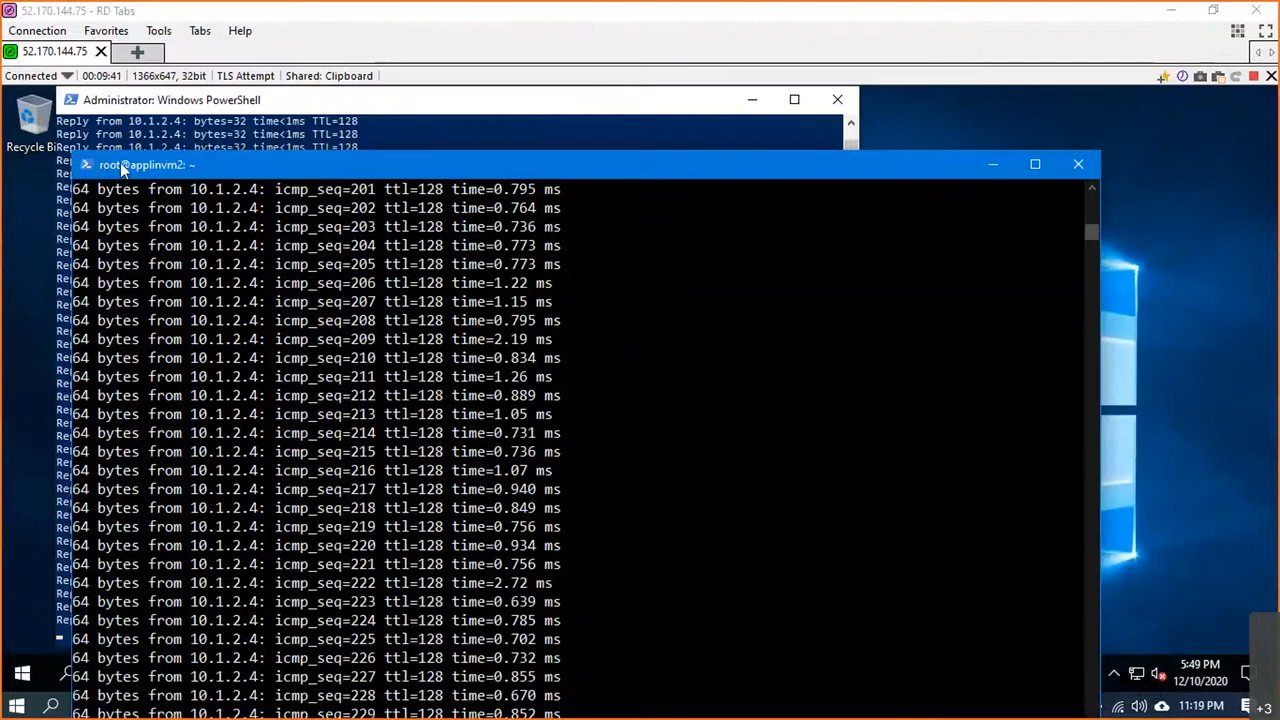 52.170.144.75 - RD Tabs
Connection Favorites Tools Tabs Help
52.170.144.75
Connected 00:09:41 1366x647, 32bit TLS Attempt Shared: Clipboard
Administrator: Windows PowerShell
Reply from 10.1.2.4: bytes=32 time<1ms TTL=128
Reply from 10.1.2.4: bytes=32 time<1ms TTL=128
Reply from 10.1.2.4: bytes=32 time<1ms TTL=128
Recycle Bi
root@applinvm2: ~
64 bytes from 10.1.2.4: icmp_seq=201 ttl=128 time=0.795 ms
64 bytes from 10.1.2.4: icmp_seq=202 ttl=128 time=0.764 ms
64 bytes from 10.1.2.4: icmp_seq=203 ttl=128 time=0.736 ms
64 bytes from 10.1.2.4: icmp_seq=204 ttl=128 time=0.773 ms
64 bytes from 10.1.2.4: icmp_seq=205 ttl=128 time=0.773 ms
64 bytes from 10.1.2.4: icmp_seq=206 ttl=128 time=1.22 ms
64 bytes from 10.1.2.4: icmp_seq=207 ttl=128 time=1.15 ms
64 bytes from 10.1.2.4: icmp_seq=208 ttl=128 time=0.795 ms
64 bytes from 10.1.2.4: icmp_seq=209 ttl=128 time=2.19 ms
64 bytes from 10.1.2.4: icmp_seq=210 ttl=128 time=0.834 ms
64 bytes from 10.1.2.4: icmp_seq=211 ttl=128 time=1.26 ms
64 bytes from 10.1.2.4: icmp_seq=212 ttl=128 time=0.889 ms
64 bytes from 10.1.2.4: icmp_seq=213 ttl=128 time=1.05 ms
64 bytes from 10.1.2.4: icmp_seq=214 ttl=128 time=0.731 ms
64 bytes from 10.1.2.4: icmp_seq=215 ttl=128 time=0.736 ms
64 bytes from 10.1.2.4: icmp_seq=216 ttl=128 time=1.07 ms
64 bytes from 10.1.2.4: icmp_seq=217 ttl=128 time=0.940 ms
64 bytes from 10.1.2.4: icmp_seq=218 ttl=128 time=0.849 ms
64 bytes from 10.1.2.4: icmp_seq=219 ttl=128 time=0.756 ms
64 bytes from 10.1.2.4: icmp_seq=220 ttl=128 time=0.934 ms
64 bytes from 10.1.2.4: icmp_seq=221 ttl=128 time=0.756 ms
64 bytes from 10.1.2.4: icmp_seq=222 ttl=128 time=2.72 ms
64 bytes from 10.1.2.4: icmp_seq=223 ttl=128 time=0.639 ms
64 bytes from 10.1.2.4: icmp_seq=224 ttl=128 time=0.785 ms
64 bytes from 10.1.2.4: icmp_seq=225 ttl=128 time=0.702 ms
64 bytes from 10.1.2.4: icmp_seq=226 ttl=128 time=0.732 ms
64 bytes from 10.1.2.4: icmp_seq=227 ttl=128 time=0.855 ms
64 bytes from 10.1.2.4: icmp_seq=228 ttl=128 time=0.670 ms
64 bytes from 10.1.2.4: icmp_seq=229 ttl=128 time=0.852 ms
5:49 PM
12/10/2020
11:19 PM
+3